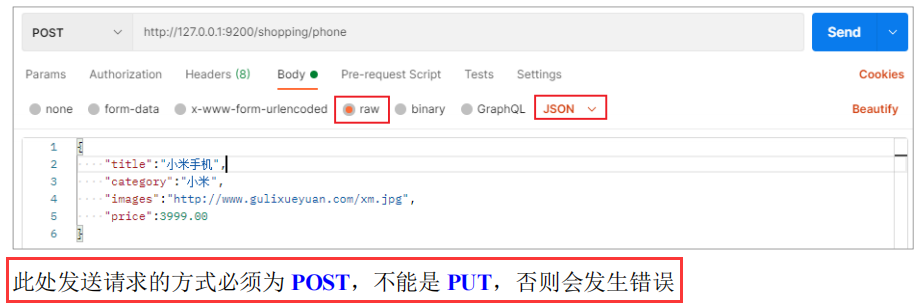 POST http://127.0.0.1:9200/shopping/phone Send
Params Authorization Headers (8) Body Pre-request Script Tests Settings Cookies
none form-data x-www-form-urlencoded raw binary GraphQL JSON Beautify
1 {
2 "title":"小米手机",
3 "category":"小米",
4 "images":"http://www.gulixueyuan.com/xm.jpg",
5 "price":3999.00
6 }
此处发送请求的方式必须为 POST，不能是 PUT，否则会发生错误